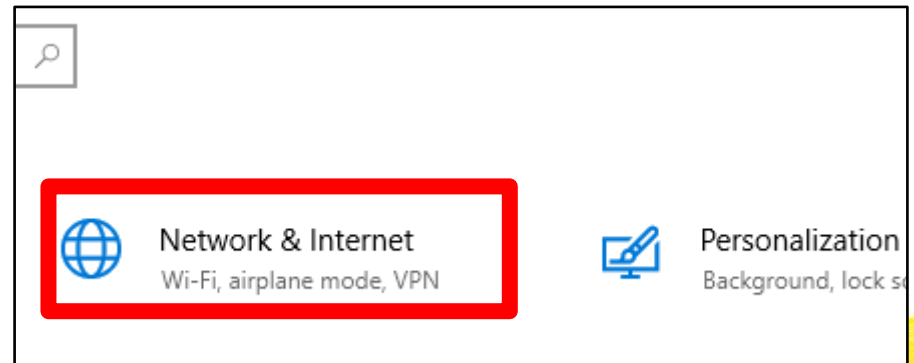 Network & Internet
Wi-Fi, airplane mode, VPN
Personalization
Background, lock